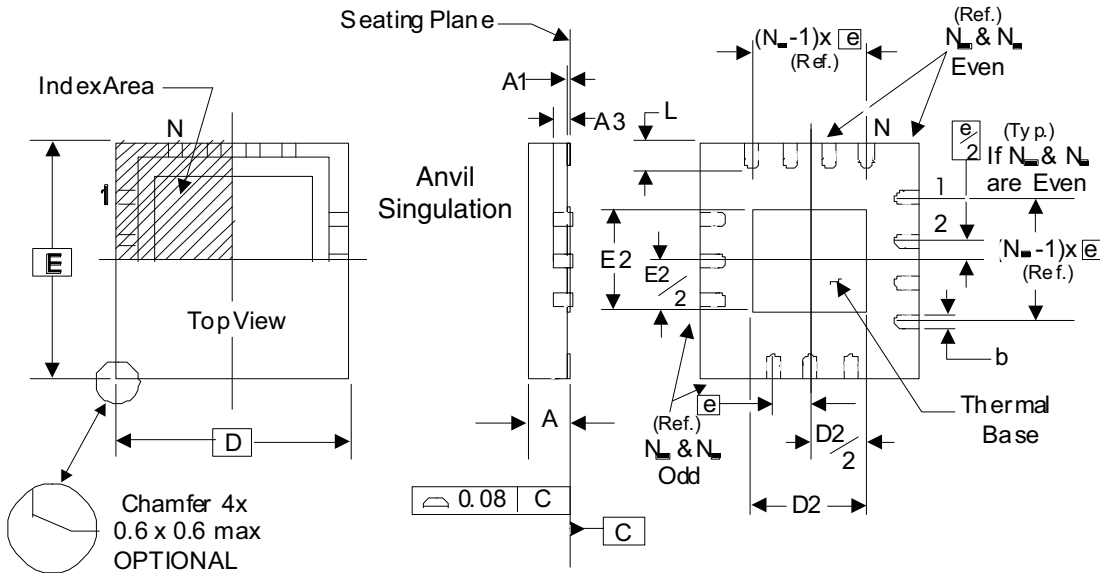 Seating Plane
(Ref.)
(N -1)x e
(Ref.)
N & N
Even
A1
Index Area
A3
L
N
N
e/2
(Typ.)
If N & N
are Even
1
1
2
Anvil
Singulation
E
E2
E2/2
(N -1)x e
(Ref.)
Top View
b
e
A
(Ref.)
N & N
Odd
D2/2
Thermal
Base
D
D2
Chamfer 4x
0.6 x 0.6 max
OPTIONAL
0.08 C
C